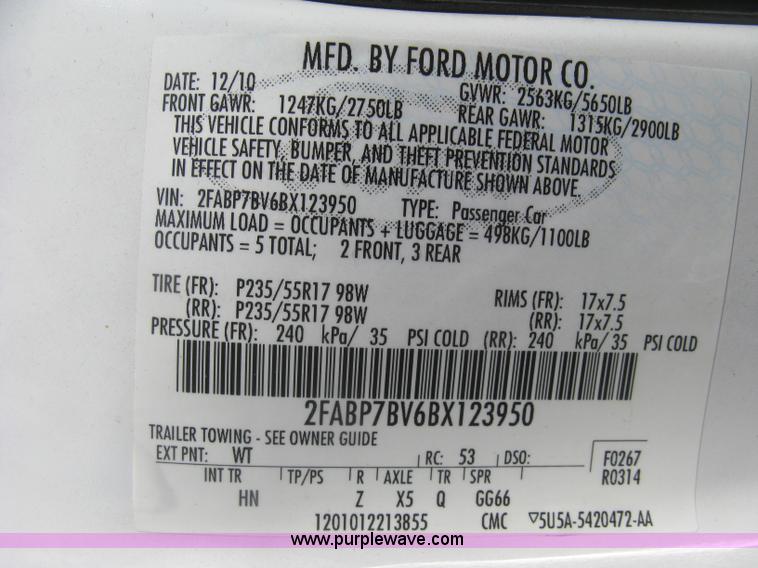 MFD. BY FORD MOTOR CO.
DATE: 12/10 GVWR: 2563KG/5650LB
FRONT GAWR: 1247KG/2750LB REAR GAWR: 1315KG/2900LB
THIS VEHICLE CONFORMS TO ALL APPLICABLE FEDERAL MOTOR
VEHICLE SAFETY, BUMPER, AND THEFT PREVENTION STANDARDS
IN EFFECT ON THE DATE OF MANUFACTURE SHOWN ABOVE.
VIN: 2FABP7BV6BX123950 TYPE: Passenger Car
MAXIMUM LOAD = OCCUPANTS + LUGGAGE = 498KG/1100LB
OCCUPANTS = 5 TOTAL; 2 FRONT, 3 REAR
TIRE (FR): P235/55R17 98W RIMS (FR): 17x7.5
(RR): P235/55R17 98W (RR): 17x7.5
PRESSURE (FR): 240 kPa/ 35 PSI COLD (RR): 240 kPa/ 35 PSI COLD
2FABP7BV6BX123950
TRAILER TOWING - SEE OWNER GUIDE
EXT PNT: WT RC: 53 DSO: F0267
INT TR TP/PS R AXLE TR SPR R0314
HN Z X5 Q GG66
1201012213855 CMC ▽5U5A-5420472-AA
www.purplewave.com